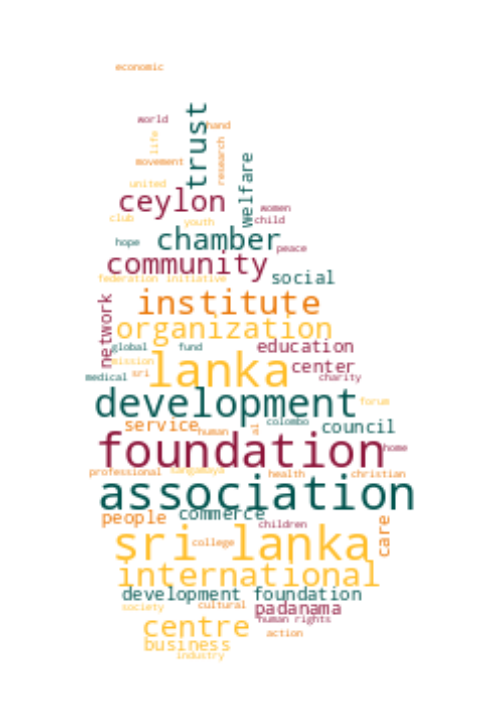 economic
world
trust
hand
life
research
movement
welfare
united
ceylon
women
club
youth
child
hope
chamber
peace
community
federation initiative
social
network
institute
organization
global
fund
education
mission
lanka
center
medical
sri
charity
development
forum
service
human
al
colombo
council
foundation
home
professional
sangamaya
health
christian
association
people
commerce
children
care
sri lanka
college
international
development foundation
society
cultural
padanama
human rights
centre
action
business
industry